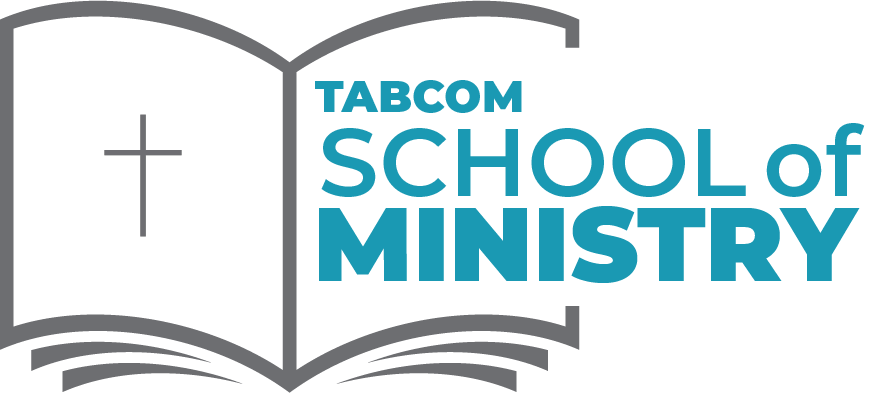 TABCOM
SCHOOL of
MINISTRY